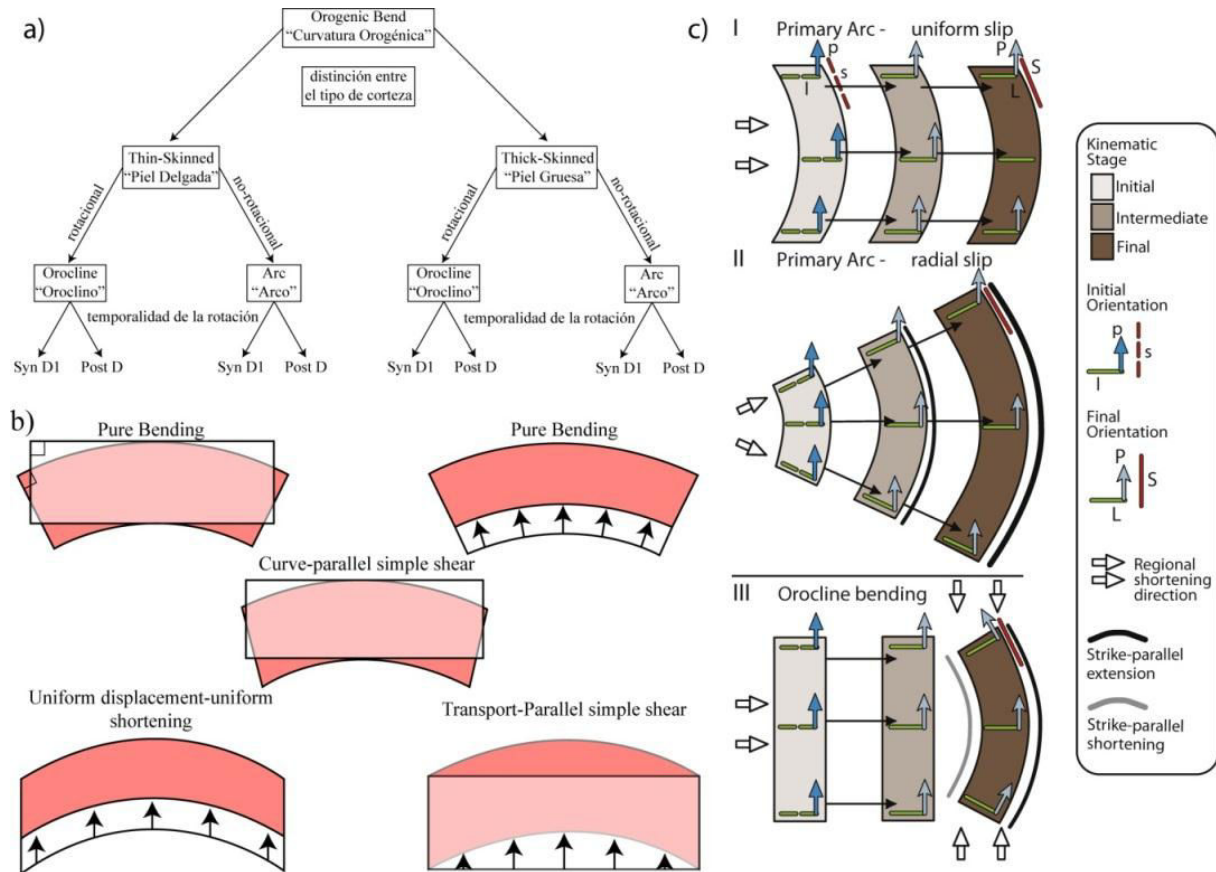 a)
Orogenic Bend
“Curvatura Orogénica”
distinción entre
el tipo de corteza
Thin-Skinned
“Piel Delgada”
Thick-Skinned
“Piel Gruesa”
rotacional
no-rotacional
rotacional
no-rotacional
Orocline
“Oroclino”
Arc
“Arco”
Orocline
“Oroclino”
Arc
“Arco”
temporalidad de la rotación
temporalidad de la rotación
Syn D1
Post D
Syn D1
Post D
Syn D1
Post D
Syn D1
Post D
b)
Pure Bending
Pure Bending
Curve-parallel simple shear
Uniform displacement-uniform
shortening
Transport-Parallel simple shear
c)
I Primary Arc - uniform slip
p
s
l
P
S
L
II Primary Arc - radial slip
III Orocline bending
Kinematic
Stage
Initial
Intermediate
Final
Initial
Orientation
p
s
l
Final
Orientation
P
S
L
Regional
shortening
direction
Strike-parallel
extension
Strike-parallel
shortening